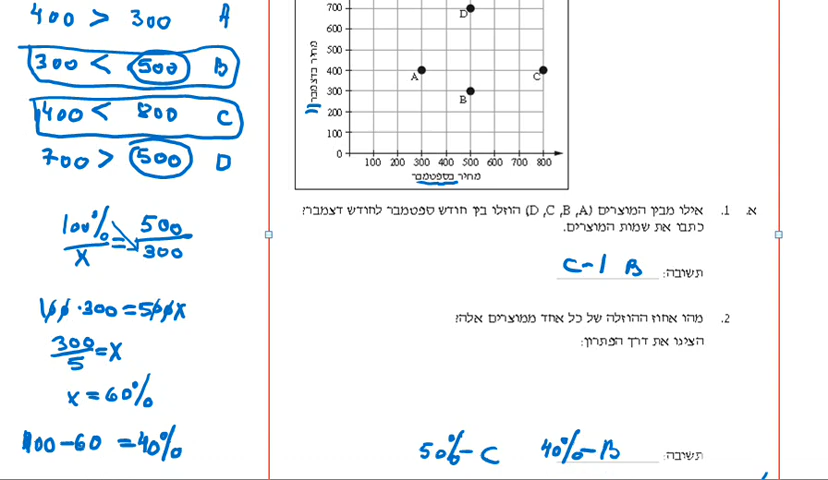 400 > 300 A
300 < 500 B
400 < 800 C
700 > 500 D
100% / x = 500 / 300
100 · 300 = 500x
300 / 5 = x
x = 60%
100 - 60 = 40%
מחיר בדצמבר
700
600
500
400
300
200
100
0
D
A
C
B
100 200 300 400 500 600 700 800
מחיר בספטמבר
א. 1. אילו מבין המוצרים (D ,C ,B ,A) הוזלו בין חודש ספטמבר לחודש דצמבר?
כתבו את שמות המוצרים.
תשובה: B ו-C
2. מהו אחוז ההוזלה של כל אחד ממוצרים אלה?
הציגו את דרך הפתרון:
תשובה: 40% - B 50% - C